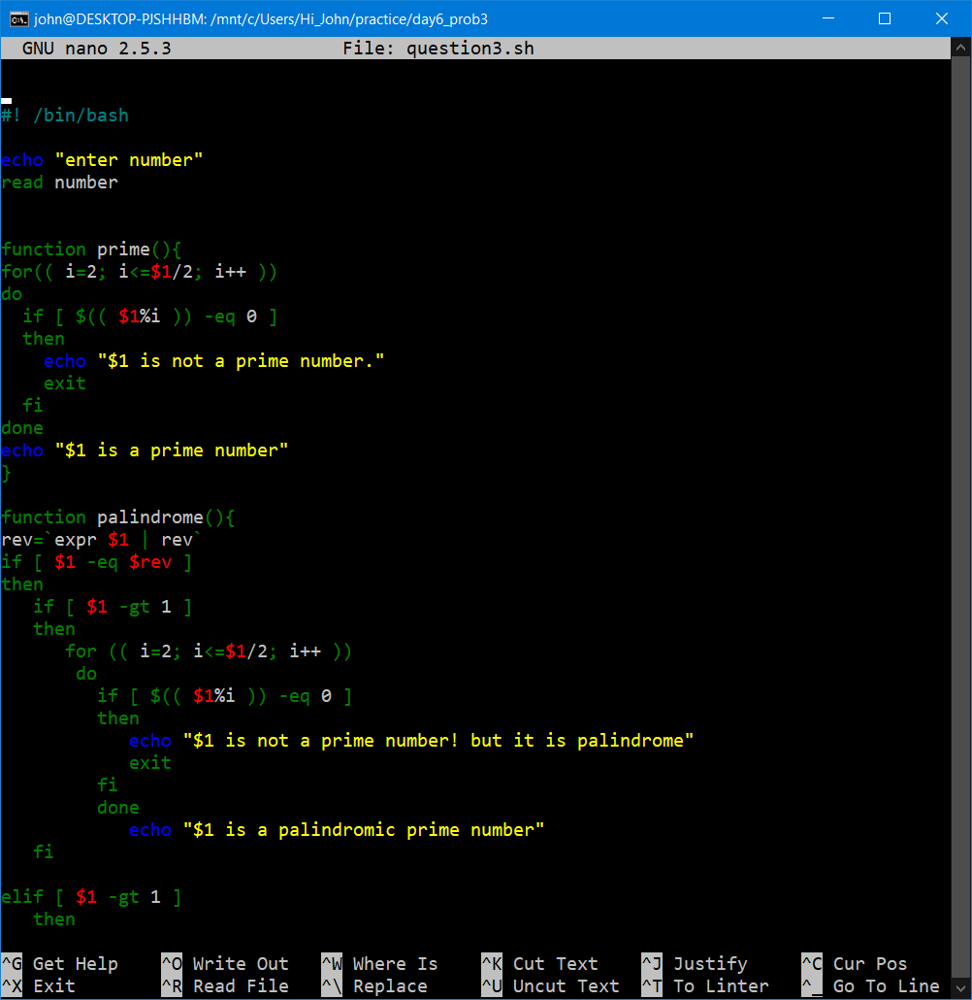 john@DESKTOP-PJSHHBM: /mnt/c/Users/Hi_John/practice/day6_prob3
GNU nano 2.5.3 File: question3.sh
#! /bin/bash
echo "enter number"
read number
function prime(){
for(( i=2; i<=$1/2; i++ ))
do
if [ $(( $1%i )) -eq 0 ]
then
echo "$1 is not a prime number."
exit
fi
done
echo "$1 is a prime number"
}
function palindrome(){
rev=`expr $1 | rev`
if [ $1 -eq $rev ]
then
if [ $1 -gt 1 ]
then
for (( i=2; i<=$1/2; i++ ))
do
if [ $(( $1%i )) -eq 0 ]
then
echo "$1 is not a prime number! but it is palindrome"
exit
fi
done
echo "$1 is a palindromic prime number"
fi
elif [ $1 -gt 1 ]
then
^G Get Help ^O Write Out ^W Where Is ^K Cut Text ^J Justify ^C Cur Pos
^X Exit ^R Read File ^\ Replace ^U Uncut Text ^T To Linter ^_ Go To Line